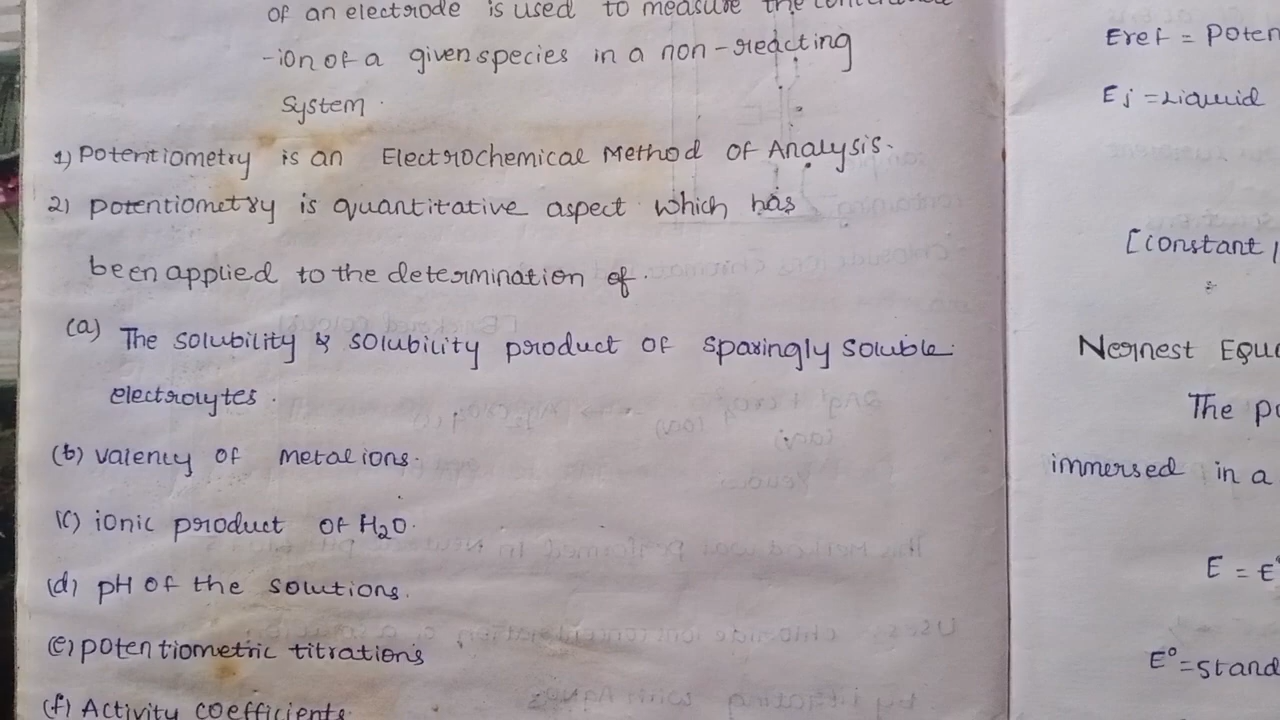 of an electrode is used to measure the
-ion of a given species in a non-reacting
System.
1) Potentiometry is an Electrochemical Method of Analysis.
2) Potentiometry is quantitative aspect which has
been applied to the determination of.
(a) The solubility & solubility product of sparingly soluble
electrolytes.
(b) valency of metal ions.
(c) ionic product of H₂O.
(d) pH of the solutions.
(e) potentiometric titrations
(f) Activity coefficients.
Eref = Poten
Ej = Liquid
[constant
Nernest Equ
The po
immersed in a
E = E°
E° = Stand